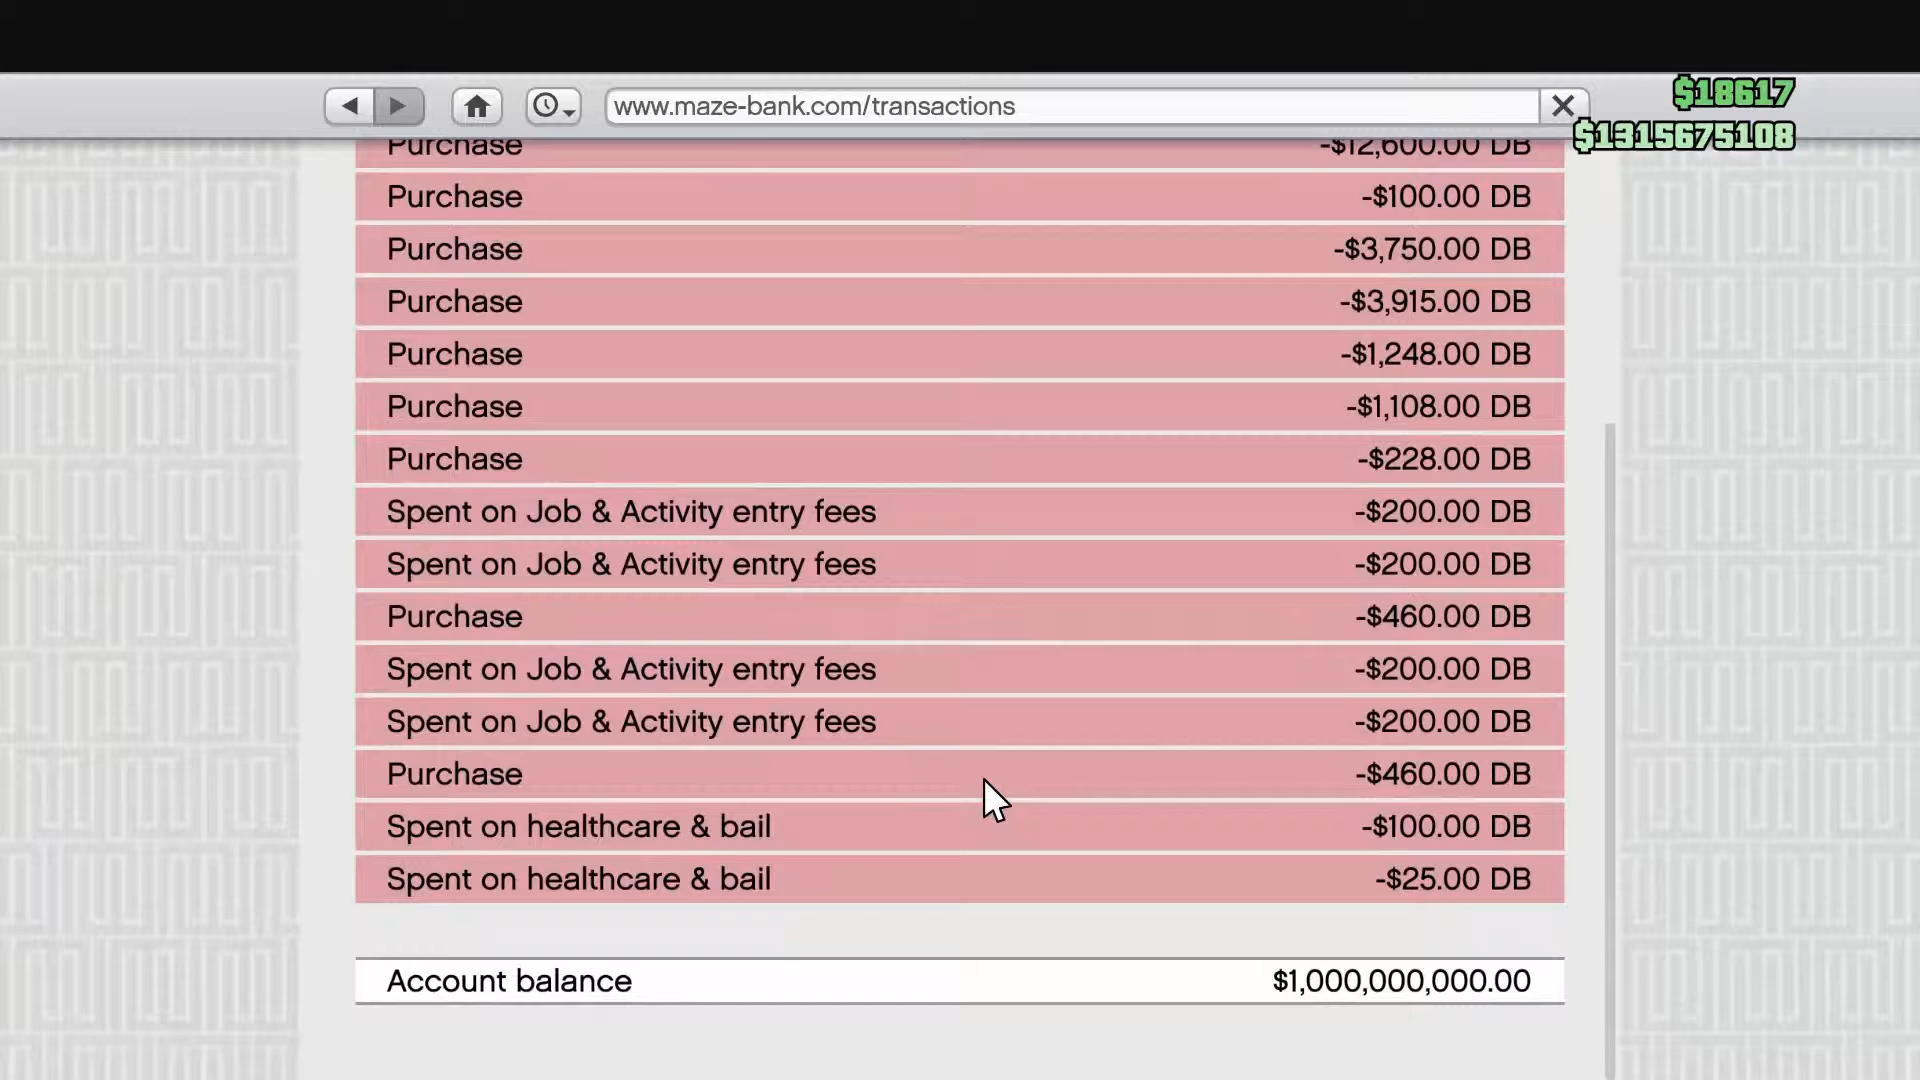 www.maze-bank.com/transactions
$18617
$1315675108
Purchase -$12,600.00 DB
Purchase -$100.00 DB
Purchase -$3,750.00 DB
Purchase -$3,915.00 DB
Purchase -$1,248.00 DB
Purchase -$1,108.00 DB
Purchase -$228.00 DB
Spent on Job & Activity entry fees -$200.00 DB
Spent on Job & Activity entry fees -$200.00 DB
Purchase -$460.00 DB
Spent on Job & Activity entry fees -$200.00 DB
Spent on Job & Activity entry fees -$200.00 DB
Purchase -$460.00 DB
Spent on healthcare & bail -$100.00 DB
Spent on healthcare & bail -$25.00 DB
Account balance $1,000,000,000.00